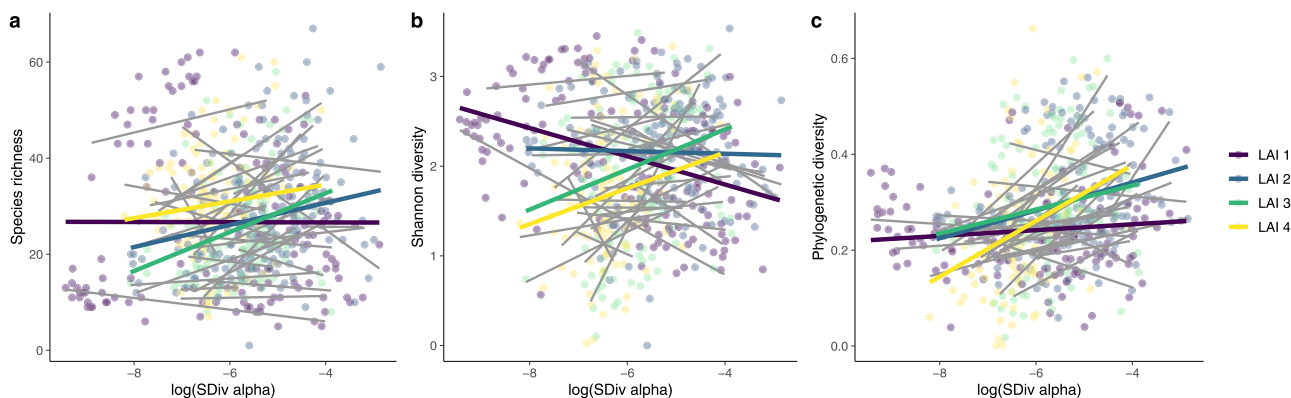 a
Species richness
60
40
20
0
−8
−6
−4
log(SDiv alpha)
b
Shannon diversity
3
2
1
0
−8
−6
−4
log(SDiv alpha)
c
Phylogenetic diversity
0.6
0.4
0.2
0.0
−8
−6
−4
log(SDiv alpha)
LAI 1
LAI 2
LAI 3
LAI 4